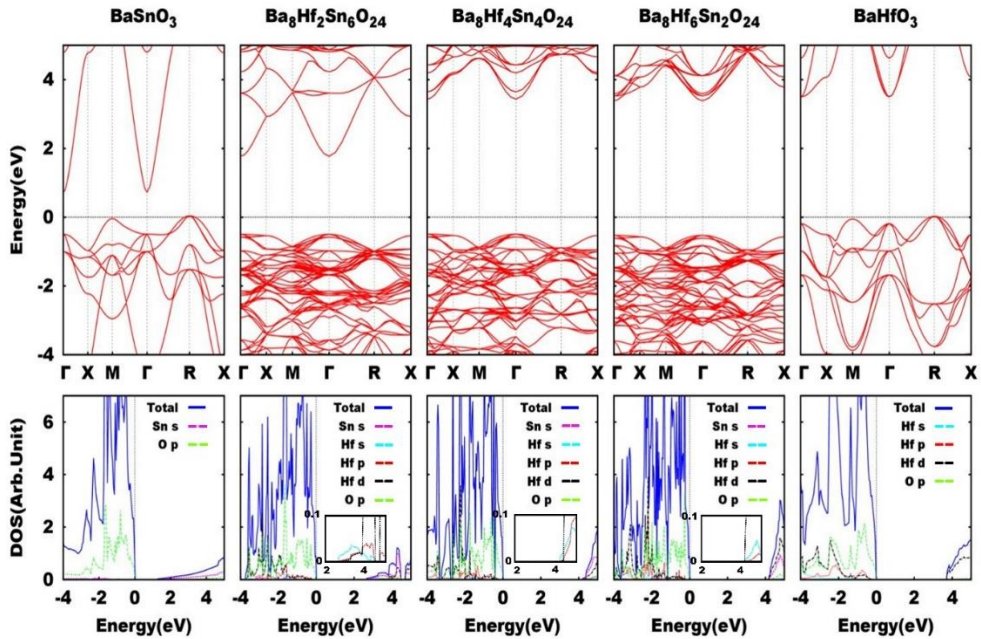 BaSnO3 Ba8Hf2Sn6O24 Ba8Hf4Sn4O24 Ba8Hf6Sn2O24 BaHfO3
Energy(eV)
4
2
0
-2
-4
Γ X M Γ R X Γ X M Γ R X Γ X M Γ R X Γ X M Γ R X Γ X M Γ R X
DOS(Arb.Unit)
6
4
2
0
Total
Sn s
O p
Total
Sn s
Hf s
Hf p
Hf d
O p
0.1
0
2 4
Total
Sn s
Hf s
Hf p
Hf d
O p
0.1
0
2 4
Total
Sn s
Hf s
Hf p
Hf d
O p
0.1
0
2 4
Total
Hf s
Hf p
Hf d
O p
-4 -2 0 2 4 -4 -2 0 2 4 -4 -2 0 2 4 -4 -2 0 2 4 -4 -2 0 2 4
Energy(eV) Energy(eV) Energy(eV) Energy(eV) Energy(eV)